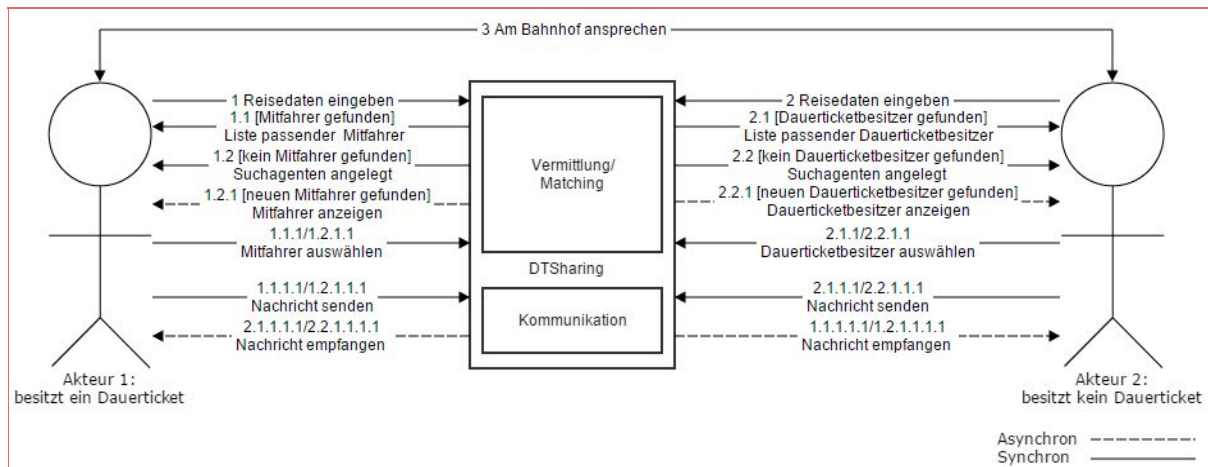 3 Am Bahnhof ansprechen
1 Reisedaten eingeben
1.1 [Mitfahrer gefunden]
Liste passender Mitfahrer
1.2 [kein Mitfahrer gefunden]
Suchagenten angelegt
1.2.1 [neuen Mitfahrer gefunden]
Mitfahrer anzeigen
1.1.1/1.2.1.1
Mitfahrer auswählen
1.1.1.1/1.2.1.1.1
Nachricht senden
2.1.1.1.1/2.2.1.1.1.1
Nachricht empfangen
Akteur 1:
besitzt ein Dauerticket
Vermittlung/
Matching
DTSharing
Kommunikation
2 Reisedaten eingeben
2.1 [Dauerticketbesitzer gefunden]
Liste passender Dauerticketbesitzer
2.2 [kein Dauerticketbesitzer gefunden]
Suchagenten angelegt
2.2.1 [neuen Dauerticketbesitzer gefunden]
Dauerticketbesitzer anzeigen
2.1.1/2.2.1.1
Dauerticketbesitzer auswählen
2.1.1.1/2.2.1.1.1
Nachricht senden
1.1.1.1.1/1.2.1.1.1.1
Nachricht empfangen
Akteur 2:
besitzt kein Dauerticket
Asynchron
Synchron